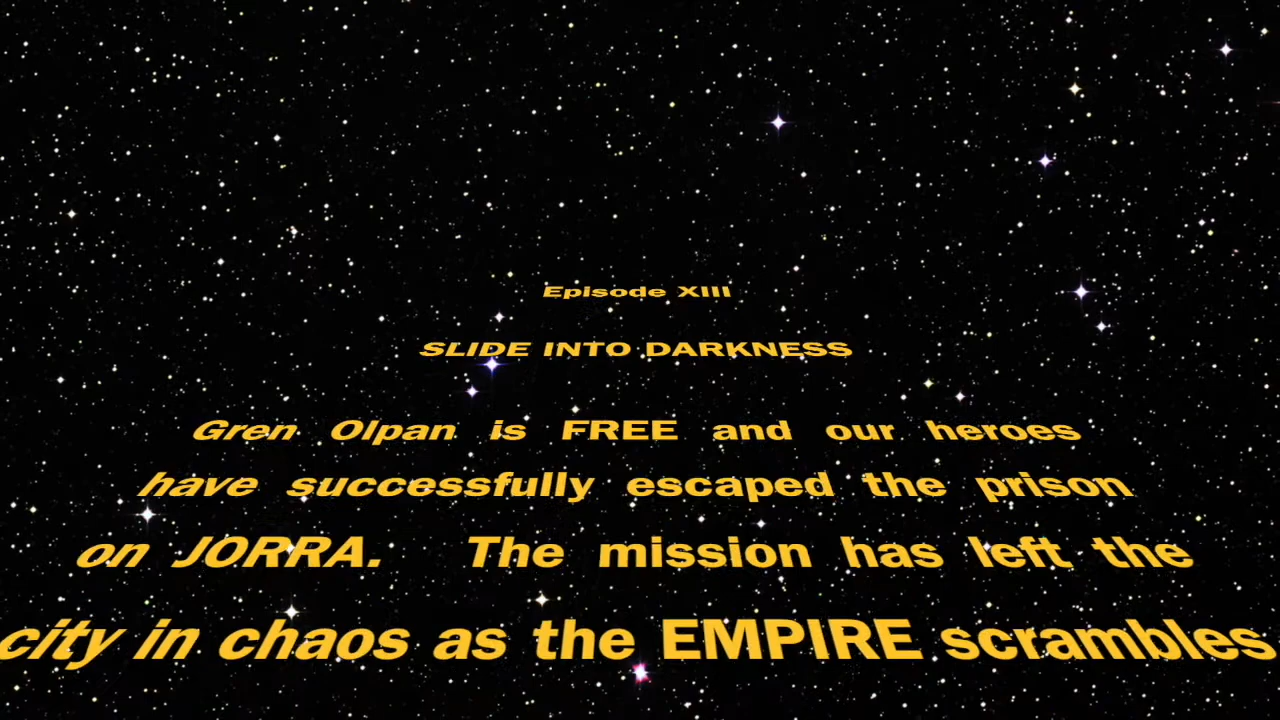 Episode XIII
SLIDE INTO DARKNESS
Gren Olpan is FREE and our heroes
have successfully escaped the prison
on JORRA. The mission has left the
city in chaos as the EMPIRE scrambles